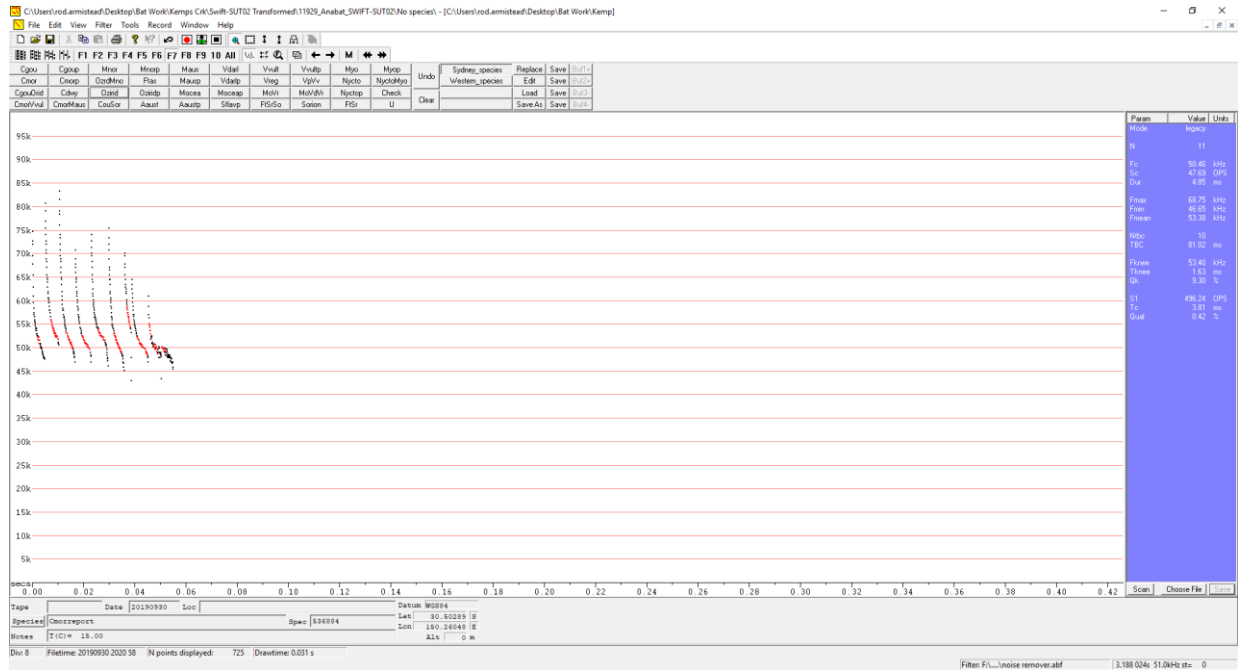 C:\Users\rod.armistead\Desktop\Bat Work\Kemps Crk\Swift-SUT02 Transformed\11929_Anabat_SWIFT-SUT02\No species\ - [C:\Users\rod.armistead\Desktop\Bat Work\Kemp]
File Edit View Filter Tools Record Window Help
F1 F2 F3 F4 F5 F6 F7 F8 F9 10 All M
Cgou Cgoup Mnor Mnorp Maus Vdarl Vvult Vvultp Myo Myop Undo Sydney_species Replace Save Buf1+
Cmor Cmorp OzrdMno Ftas Mausp Vdarlp Vreg VpVv Nycto NyctoMyo Western_species Edit Save Buf2+
CgouOrid Cdwy Ozrid Ozridp Mocea Moceap MoVr MoVdVr Nyctop Check Clear Load Save Buf3-
CmorVvul CmorMaus CouSor Aaust Aaustp Sflavp FtSrSo Sorion FtSr U Save As Save Buf4-
Param Value Units
Mode legacy
N 11
Fc 50.46 kHz
Sc 47.69 OPS
Dur 4.85 ms
Fmax 68.75 kHz
Fmin 46.65 kHz
Fmean 53.38 kHz
Ntbc 10
TBC 81.02 ms
Fknee 53.40 kHz
Tknee 1.63 ms
Qk 9.30 %
S1 496.24 OPS
Tc 3.81 ms
Qual 0.42 %
95k
90k
85k
80k
75k
70k
65k
60k
55k
50k
45k
40k
35k
30k
25k
20k
15k
10k
5k
secs
0.00 0.02 0.04 0.06 0.08 0.10 0.12 0.14 0.16 0.18 0.20 0.22 0.24 0.26 0.28 0.30 0.32 0.34 0.36 0.38 0.40 0.42
Scan Choose File Save
Tape Date 20190930 Loc Datum WGS84
Species Cmorreport Spec 536884 Lat 30.50289 S
Lon 150.26048 E
Notes T(C)= 15.00 Alt 0 m
Div: 8 Filetime: 20190930 2020 58 N points displayed: 725 Drawtime: 0.031 s
Filter: F:\....\noise remover.abf 3.188 024s 51.0kHz st= 0